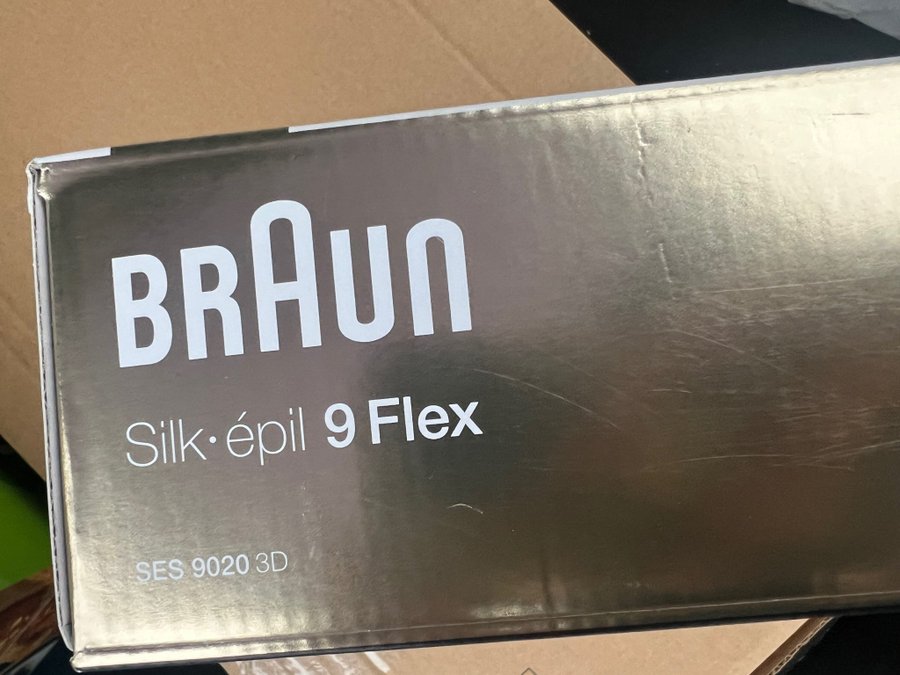 BRAUN
Silk·épil 9 Flex
SES 9020 3D